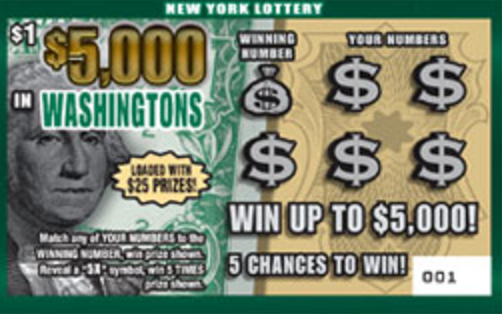 NEW YORK LOTTERY
$1
$5,000
IN WASHINGTONS
LOADED WITH
$25 PRIZES!
Match any of YOUR NUMBERS to the
WINNING NUMBER, win prize shown.
Reveal a "5X" symbol, win 5 TIMES
prize shown.
WINNING
NUMBER
YOUR NUMBERS
$ $ $
$ $ $
WIN UP TO $5,000!
5 CHANCES TO WIN!
001